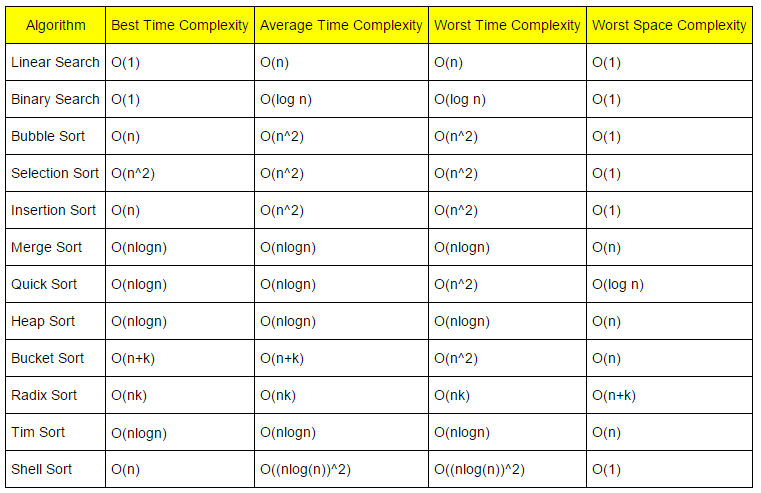 Algorithm Best Time Complexity Average Time Complexity Worst Time Complexity Worst Space Complexity
Linear Search O(1) O(n) O(n) O(1)
Binary Search O(1) O(log n) O(log n) O(1)
Bubble Sort O(n) O(n^2) O(n^2) O(1)
Selection Sort O(n^2) O(n^2) O(n^2) O(1)
Insertion Sort O(n) O(n^2) O(n^2) O(1)
Merge Sort O(nlogn) O(nlogn) O(nlogn) O(n)
Quick Sort O(nlogn) O(nlogn) O(n^2) O(log n)
Heap Sort O(nlogn) O(nlogn) O(nlogn) O(n)
Bucket Sort O(n+k) O(n+k) O(n^2) O(n)
Radix Sort O(nk) O(nk) O(nk) O(n+k)
Tim Sort O(nlogn) O(nlogn) O(nlogn) O(n)
Shell Sort O(n) O((nlog(n))^2) O((nlog(n))^2) O(1)